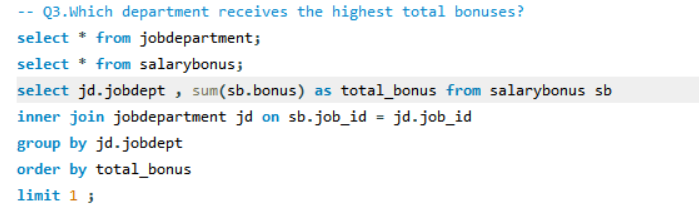 -- Q3.Which department receives the highest total bonuses?
select * from jobdepartment;
select * from salarybonus;
select jd.jobdept , sum(sb.bonus) as total_bonus from salarybonus sb
inner join jobdepartment jd on sb.job_id = jd.job_id
group by jd.jobdept
order by total_bonus
limit 1 ;